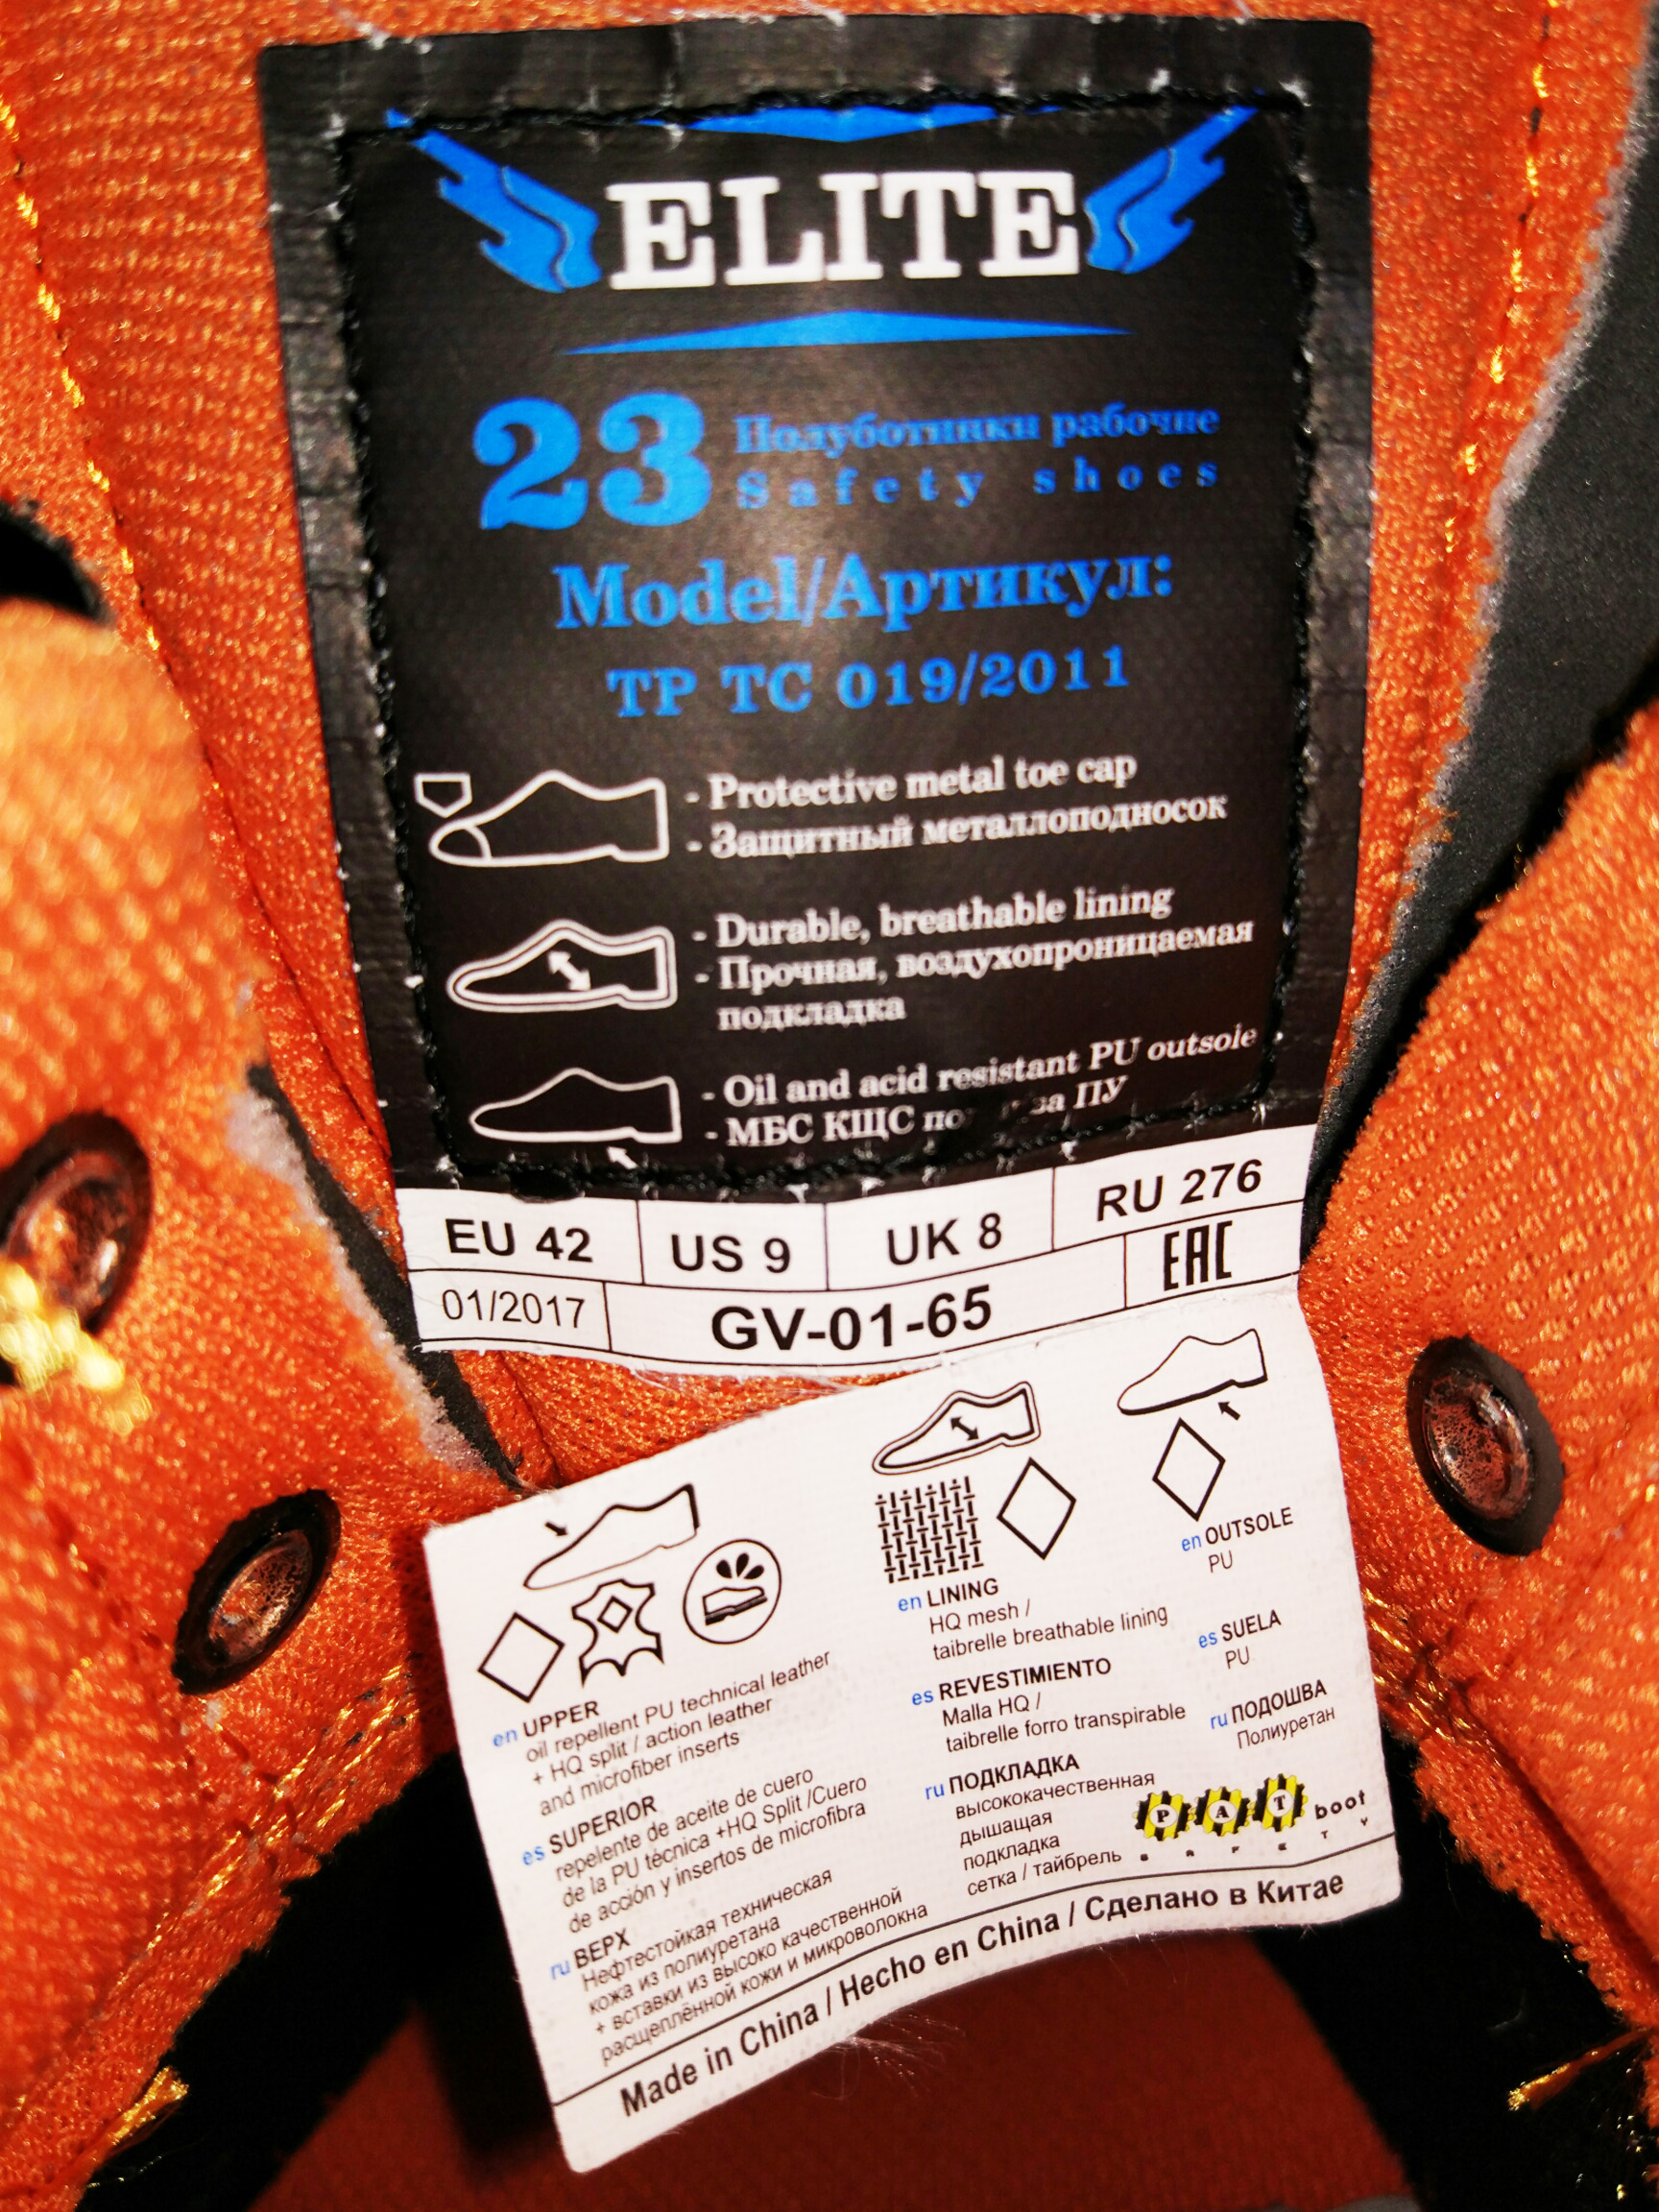 ELITE
23 Полуботинки рабочие
Safety shoes
Model/Артикул:
ТР ТС 019/2011
- Protective metal toe cap
- Защитный металлоподносок
- Durable, breathable lining
- Прочная, воздухопроницаемая
подкладка
- Oil and acid resistant PU outsole
- МБС КЩС ПУ
EU 42 US 9 UK 8 RU 276
01/2017 GV-01-65 EAC
en UPPER
oil repellent PU technical leather
+ HQ split / action leather
and microfiber inserts
es SUPERIOR
repelente de aceite de cuero
de la PU técnica +HQ Split /Cuero
de acción y insertos de microfibra
ru ВЕРХ
Нефтестойкая техническая
кожа из полиуретана
+ вставки из высоко качественной
расщеплённой кожи и микроволокна
en LINING
HQ mesh /
taibrelle breathable lining
es REVESTIMIENTO
Malla HQ /
taibrelle forro transpirable
ru ПОДКЛАДКА
высококачественная
дышащая
подкладка
сетка / тайбрель
en OUTSOLE
PU
es SUELA
PU
ru ПОДОШВА
Полиуретан
PAT boot
SAFETY
Made in China / Hecho en China / Сделано в Китае